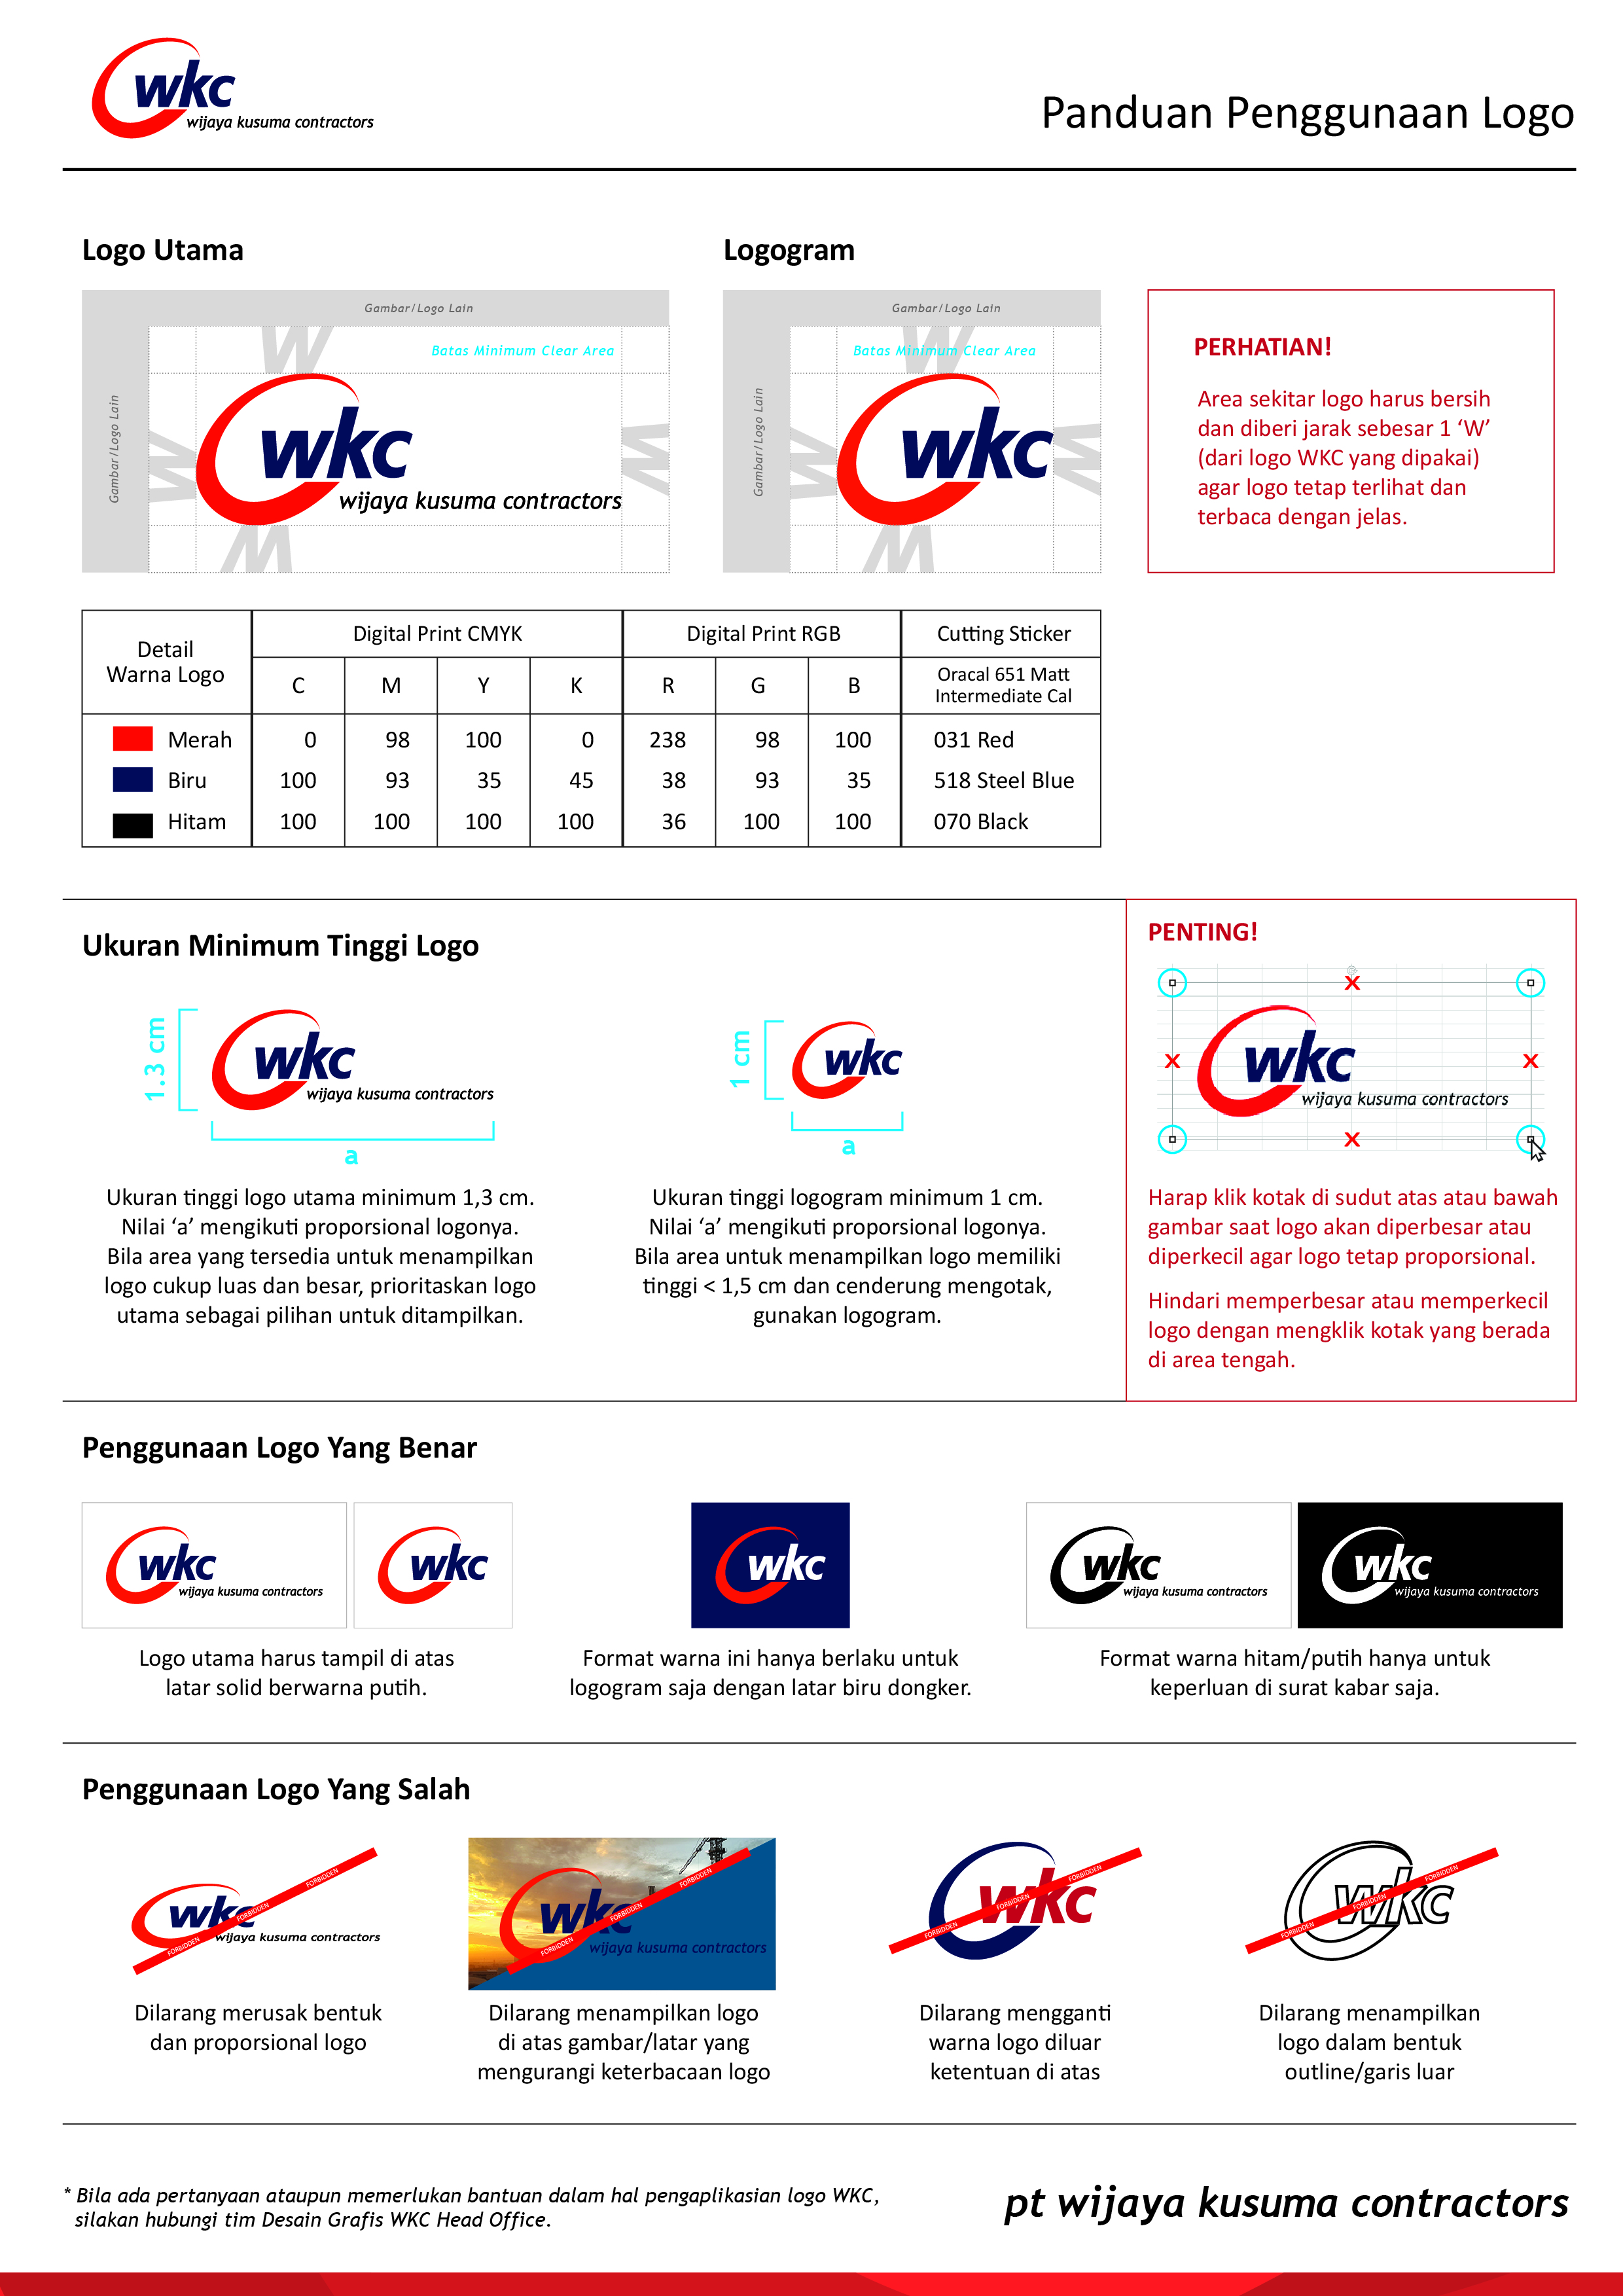 wkc
wijaya kusuma contractors
Panduan Penggunaan Logo
Logo Utama
Gambar/Logo Lain
Gambar/Logo Lain
Batas Minimum Clear Area
W
W
W
W
wkc
wijaya kusuma contractors
Logogram
Gambar/Logo Lain
Gambar/Logo Lain
Batas Minimum Clear Area
W
W
W
W
wkc
PERHATIAN!
Area sekitar logo harus bersih
dan diberi jarak sebesar 1 ‘W’
(dari logo WKC yang dipakai)
agar logo tetap terlihat dan
terbaca dengan jelas.
Detail
Warna Logo
Digital Print CMYK
Digital Print RGB
Cutting Sticker
C M Y K R G B
Oracal 651 Matt
Intermediate Cal
Merah 0 98 100 0 238 98 100 031 Red
Biru 100 93 35 45 38 93 35 518 Steel Blue
Hitam 100 100 100 100 36 100 100 070 Black
Ukuran Minimum Tinggi Logo
1.3 cm
wkc
wijaya kusuma contractors
a
Ukuran tinggi logo utama minimum 1,3 cm.
Nilai ‘a’ mengikuti proporsional logonya.
Bila area yang tersedia untuk menampilkan
logo cukup luas dan besar, prioritaskan logo
utama sebagai pilihan untuk ditampilkan.
1 cm
wkc
a
Ukuran tinggi logogram minimum 1 cm.
Nilai ‘a’ mengikuti proporsional logonya.
Bila area untuk menampilkan logo memiliki
tinggi < 1,5 cm dan cenderung mengotak,
gunakan logogram.
PENTING!
X
X
X
X
wkc
wijaya kusuma contractors
Harap klik kotak di sudut atas atau bawah
gambar saat logo akan diperbesar atau
diperkecil agar logo tetap proporsional.
Hindari memperbesar atau memperkecil
logo dengan mengklik kotak yang berada
di area tengah.
Penggunaan Logo Yang Benar
wkc
wijaya kusuma contractors
wkc
Logo utama harus tampil di atas
latar solid berwarna putih.
wkc
Format warna ini hanya berlaku untuk
logogram saja dengan latar biru dongker.
wkc
wijaya kusuma contractors
wkc
wijaya kusuma contractors
Format warna hitam/putih hanya untuk
keperluan di surat kabar saja.
Penggunaan Logo Yang Salah
wkc
wijaya kusuma contractors
FORBIDDEN FORBIDDEN FORBIDDEN
Dilarang merusak bentuk
dan proporsional logo
wkc
wijaya kusuma contractors
FORBIDDEN FORBIDDEN FORBIDDEN
Dilarang menampilkan logo
di atas gambar/latar yang
mengurangi keterbacaan logo
wkc
FORBIDDEN FORBIDDEN FORBIDDEN
Dilarang mengganti
warna logo diluar
ketentuan di atas
wkc
FORBIDDEN FORBIDDEN FORBIDDEN
Dilarang menampilkan
logo dalam bentuk
outline/garis luar
* Bila ada pertanyaan ataupun memerlukan bantuan dalam hal pengaplikasian logo WKC,
silakan hubungi tim Desain Grafis WKC Head Office.
pt wijaya kusuma contractors